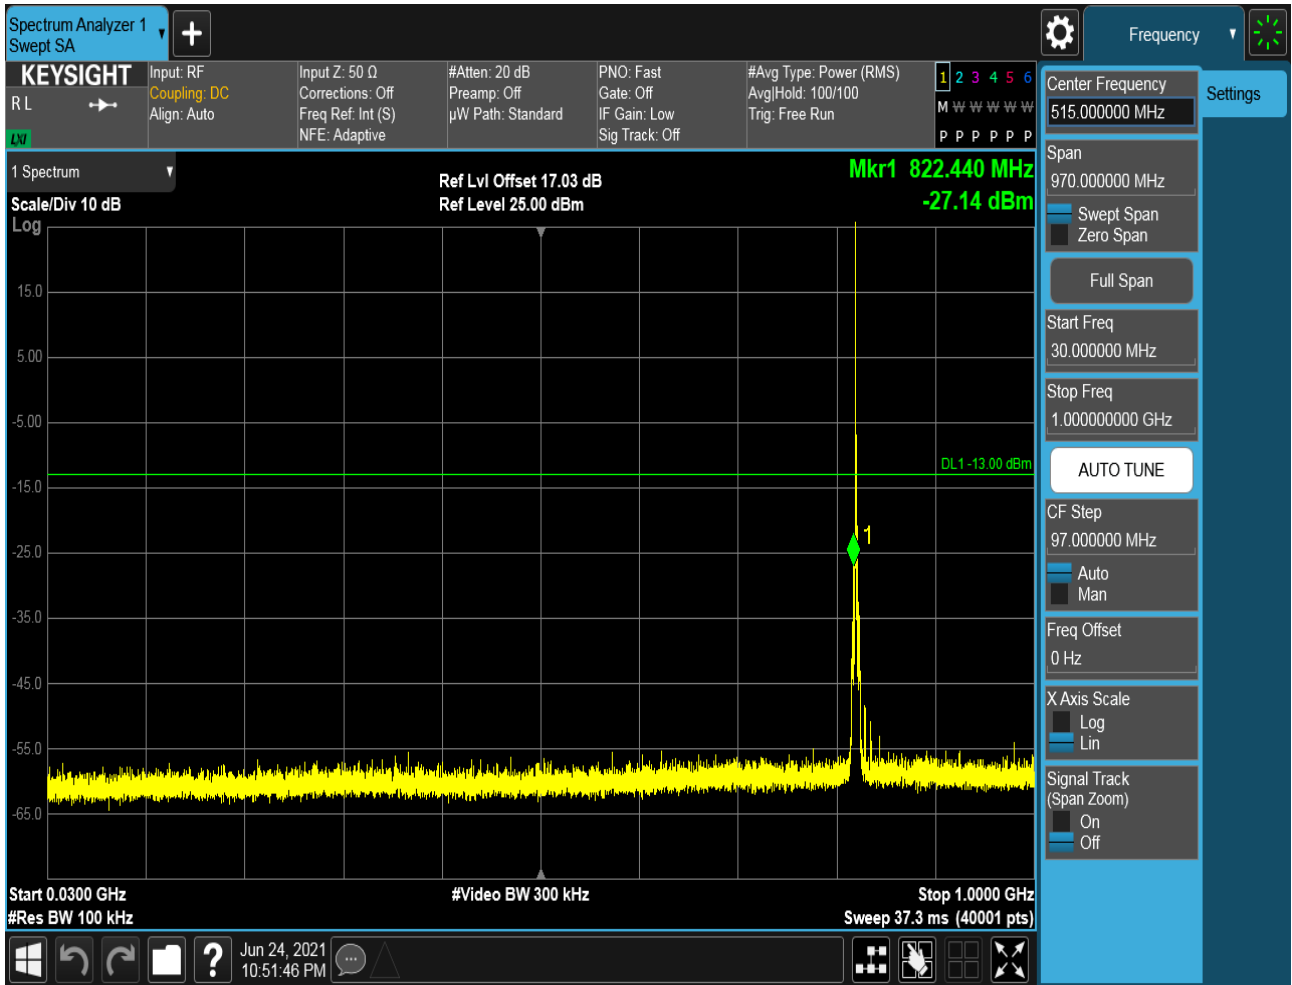 Spectrum Analyzer 1
Swept SA
Frequency
KEYSIGHT
R L
LXI
Input: RF
Coupling: DC
Align: Auto
Input Z: 50 Ω
Corrections: Off
Freq Ref: Int (S)
NFE: Adaptive
#Atten: 20 dB
Preamp: Off
µW Path: Standard
PNO: Fast
Gate: Off
IF Gain: Low
Sig Track: Off
#Avg Type: Power (RMS)
Avg|Hold: 100/100
Trig: Free Run
1 2 3 4 5 6
M W W W W W
P P P P P P
1 Spectrum
Scale/Div 10 dB
Log
Ref Lvl Offset 17.03 dB
Ref Level 25.00 dBm
Mkr1 822.440 MHz
-27.14 dBm
15.0
5.00
-5.00
DL1 -13.00 dBm
-15.0
1
-25.0
-35.0
-45.0
-55.0
-65.0
Start 0.0300 GHz
#Video BW 300 kHz
Stop 1.0000 GHz
#Res BW 100 kHz
Sweep 37.3 ms (40001 pts)
Center Frequency
515.000000 MHz
Settings
Span
970.000000 MHz
Swept Span
Zero Span
Full Span
Start Freq
30.000000 MHz
Stop Freq
1.000000000 GHz
AUTO TUNE
CF Step
97.000000 MHz
Auto
Man
Freq Offset
0 Hz
X Axis Scale
Log
Lin
Signal Track
(Span Zoom)
On
Off
?
Jun 24, 2021
10:51:46 PM